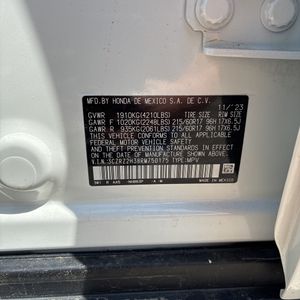 MFD BY HONDA DE MEXICO S.A. DE C.V. 11/23
GVWR 1910KG(4210LBS) TIRE SIZE RIM SIZE
GAWR F 1020KG(2248LBS) 215/60R17 96H 17X6.5J
GAWR R 935KG(2061LBS) 215/60R17 96H 17X6.5J
THIS VEHICLE CONFORMS TO ALL APPLICABLE
FEDERAL MOTOR VEHICLE SAFETY, BUMPER, AND
THEFT PREVENTION STANDARDS IN EFFECT ON THE
DATE OF MANUFACTURE SHOWN ABOVE.
V.I.N.: TYPE:MPV
MADE IN MEXICO